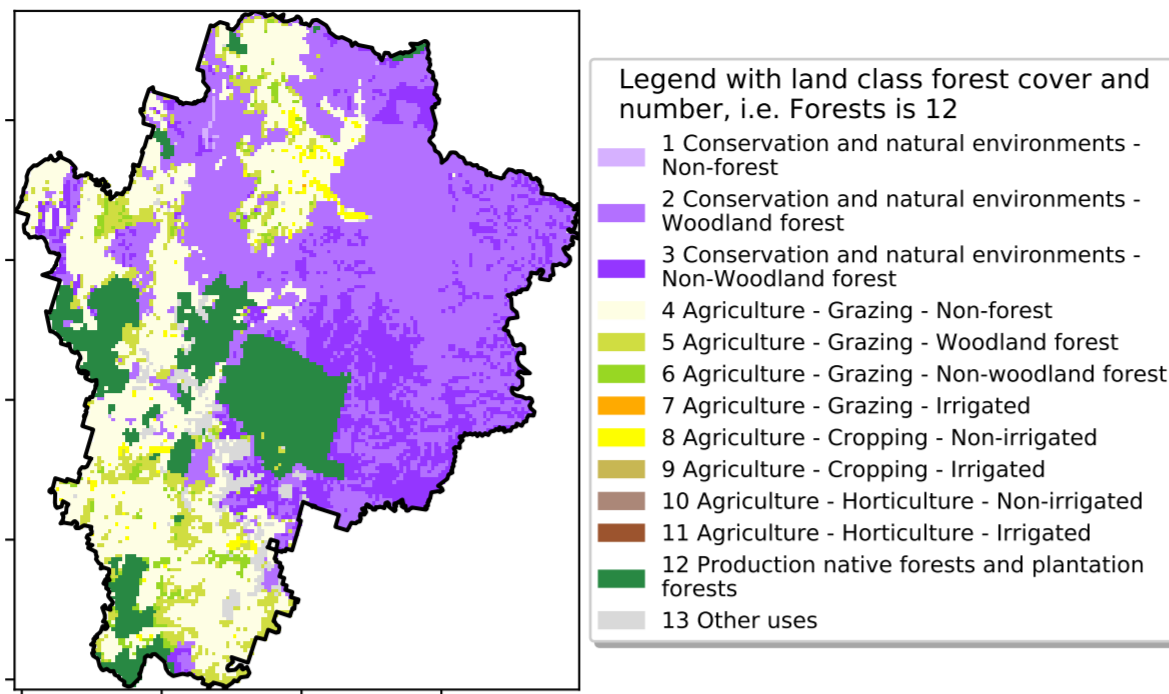 Legend with land class forest cover and
number, i.e. Forests is 12
1 Conservation and natural environments -
Non-forest
2 Conservation and natural environments -
Woodland forest
3 Conservation and natural environments -
Non-Woodland forest
4 Agriculture - Grazing - Non-forest
5 Agriculture - Grazing - Woodland forest
6 Agriculture - Grazing - Non-woodland forest
7 Agriculture - Grazing - Irrigated
8 Agriculture - Cropping - Non-irrigated
9 Agriculture - Cropping - Irrigated
10 Agriculture - Horticulture - Non-irrigated
11 Agriculture - Horticulture - Irrigated
12 Production native forests and plantation
forests
13 Other uses